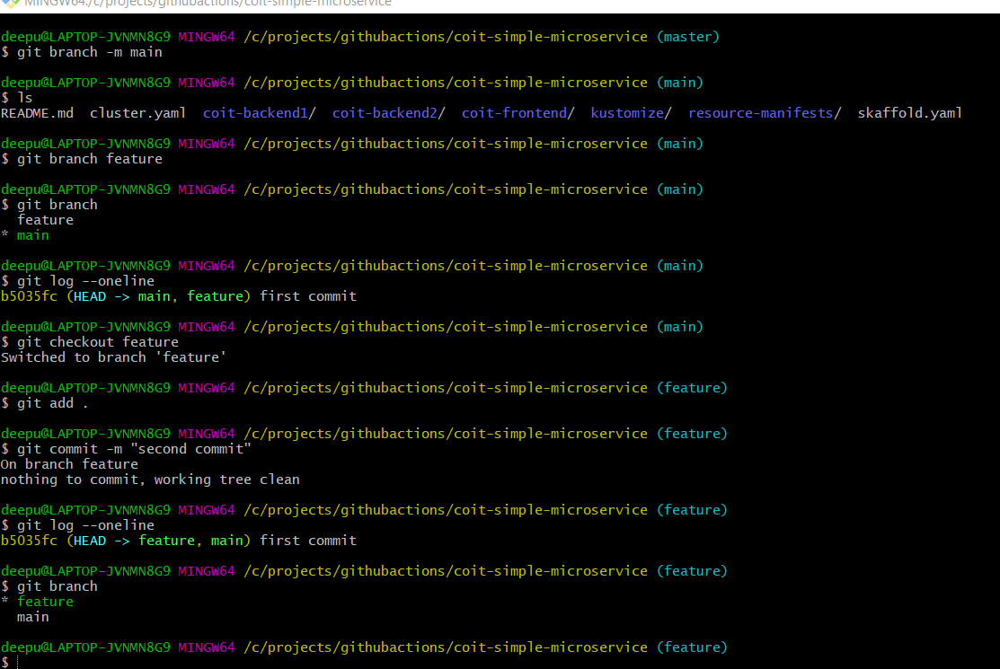 MINGW64:/c/projects/githubactions/coit-simple-microservice
deepu@LAPTOP-JVNMN8G9 MINGW64 /c/projects/githubactions/coit-simple-microservice (master)
$ git branch -m main
deepu@LAPTOP-JVNMN8G9 MINGW64 /c/projects/githubactions/coit-simple-microservice (main)
$ ls
README.md  cluster.yaml  coit-backend1/  coit-backend2/  coit-frontend/  kustomize/  resource-manifests/  skaffold.yaml
deepu@LAPTOP-JVNMN8G9 MINGW64 /c/projects/githubactions/coit-simple-microservice (main)
$ git branch feature
deepu@LAPTOP-JVNMN8G9 MINGW64 /c/projects/githubactions/coit-simple-microservice (main)
$ git branch
  feature
* main
deepu@LAPTOP-JVNMN8G9 MINGW64 /c/projects/githubactions/coit-simple-microservice (main)
$ git log --oneline
b5035fc (HEAD -> main, feature) first commit
deepu@LAPTOP-JVNMN8G9 MINGW64 /c/projects/githubactions/coit-simple-microservice (main)
$ git checkout feature
Switched to branch 'feature'
deepu@LAPTOP-JVNMN8G9 MINGW64 /c/projects/githubactions/coit-simple-microservice (feature)
$ git add .
deepu@LAPTOP-JVNMN8G9 MINGW64 /c/projects/githubactions/coit-simple-microservice (feature)
$ git commit -m "second commit"
On branch feature
nothing to commit, working tree clean
deepu@LAPTOP-JVNMN8G9 MINGW64 /c/projects/githubactions/coit-simple-microservice (feature)
$ git log --oneline
b5035fc (HEAD -> feature, main) first commit
deepu@LAPTOP-JVNMN8G9 MINGW64 /c/projects/githubactions/coit-simple-microservice (feature)
$ git branch
* feature
  main
deepu@LAPTOP-JVNMN8G9 MINGW64 /c/projects/githubactions/coit-simple-microservice (feature)
$